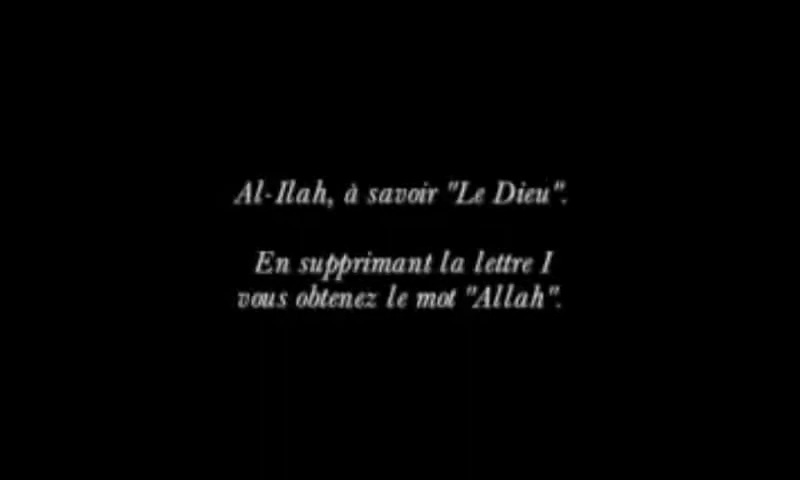 Al-Ilah, à savoir "Le Dieu".
En supprimant la lettre I
vous obtenez le mot "Allah".